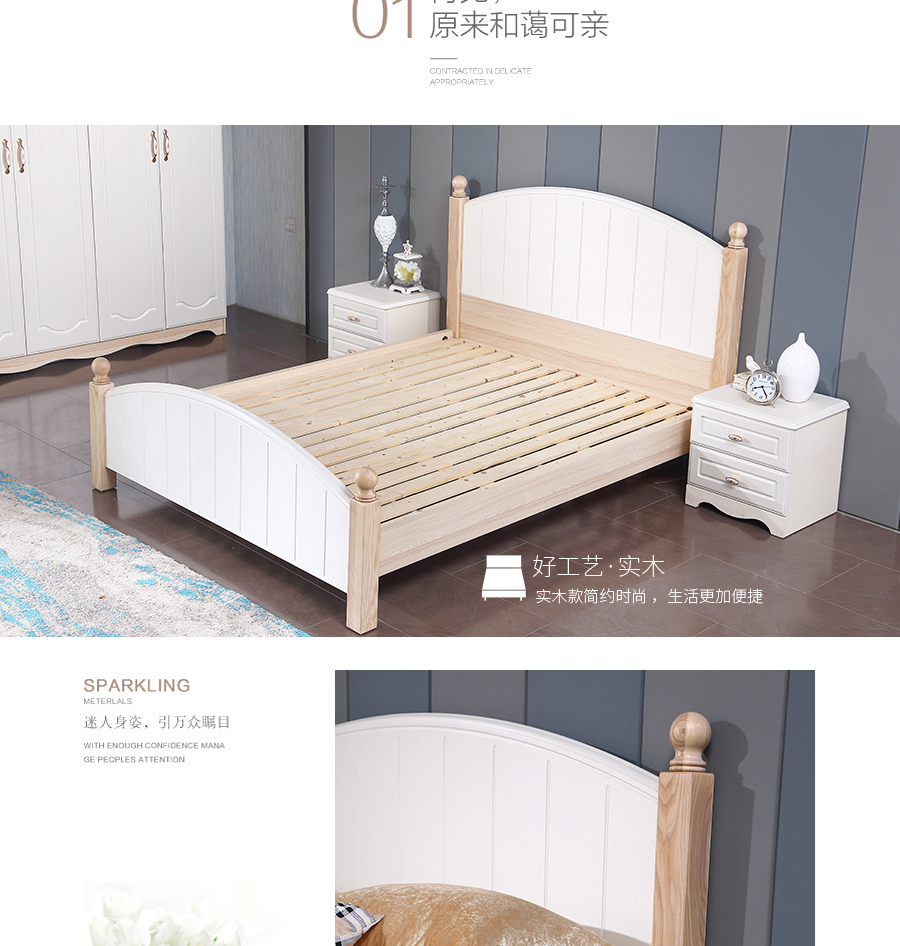 01
原来和蔼可亲
CONTRACTED IN DELICATE
APPROPRIATELY
好工艺·实木
实木款简约时尚，生活更加便捷
SPARKLING
METERLALS
迷人身姿，引万众瞩目
WITH ENOUGH CONFIDENCE MANA
GE PEOPLES ATTENTION